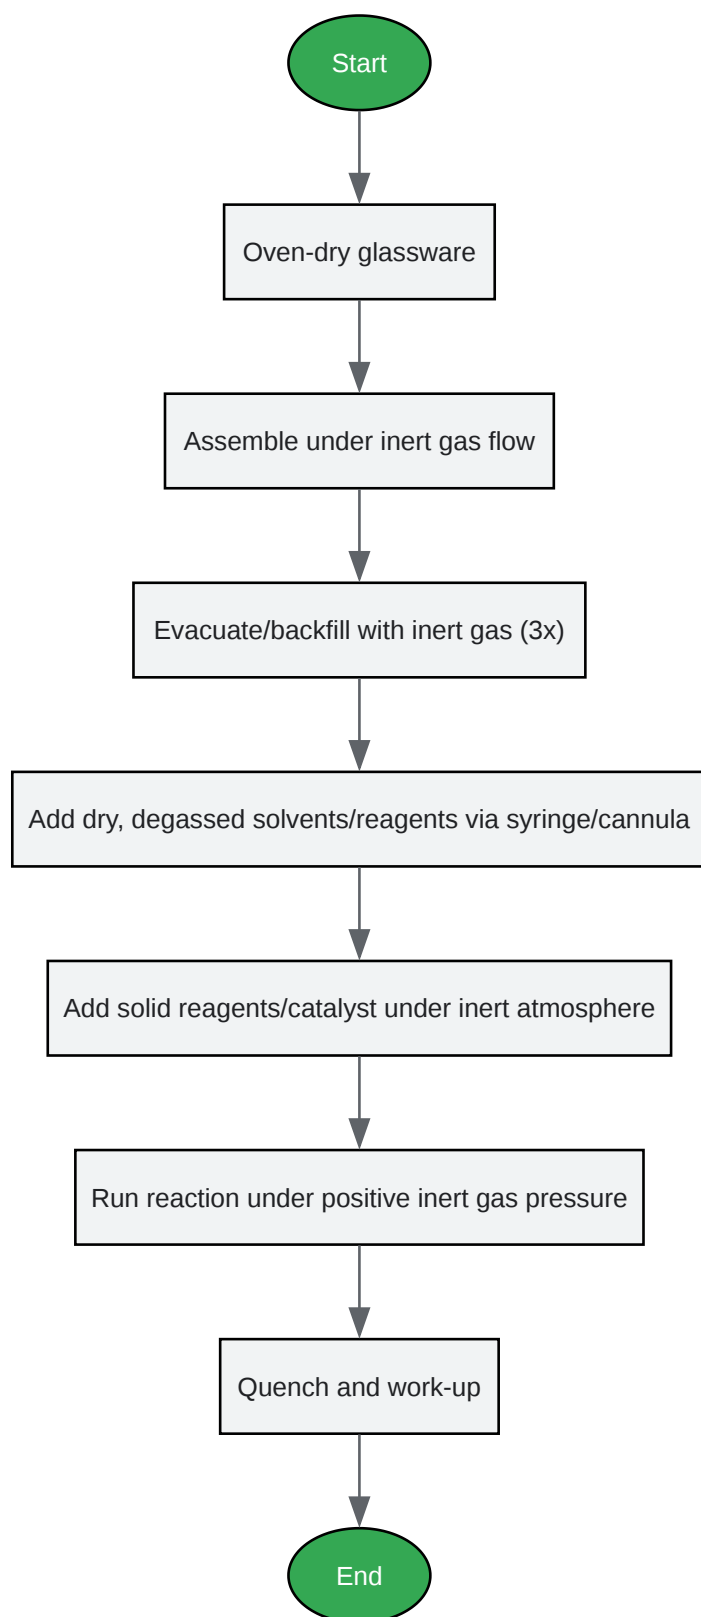 Start
Oven-dry glassware
Assemble under inert gas flow
Evacuate/backfill with inert gas (3x)
Add dry, degassed solvents/reagents via syringe/cannula
Add solid reagents/catalyst under inert atmosphere
Run reaction under positive inert gas pressure
Quench and work-up
End